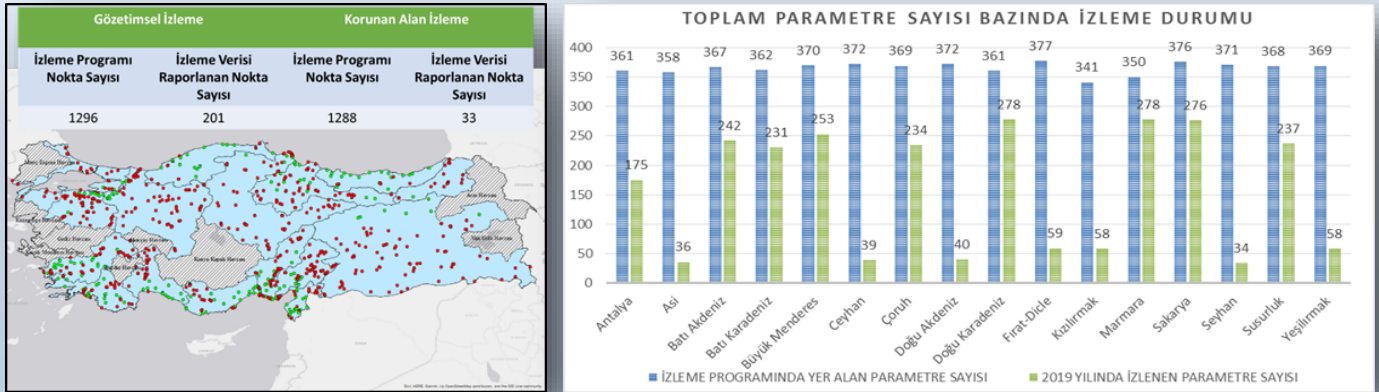 Gözetimsel İzleme
Korunan Alan İzleme
İzleme Programı
Nokta Sayısı
İzleme Verisi
Raporlanan Nokta
Sayısı
İzleme Programı
Nokta Sayısı
İzleme Verisi
Raporlanan Nokta
Sayısı
1296
201
1288
33
TOPLAM PARAMETRE SAYISI BAZINDA İZLEME DURUMU
400
350
300
250
200
150
100
50
0
361
358
367
362
370
372
369
372
361
377
341
350
376
371
368
369
175
36
242
231
253
39
234
40
278
59
58
278
276
34
237
58
Antalya
Asi
Batı Akdeniz
Batı Karadeniz
Büyük Menderes
Ceyhan
Çoruh
Doğu Akdeniz
Doğu Karadeniz
Fırat-Dicle
Kızılırmak
Marmara
Sakarya
Seyhan
Susurluk
Yeşilırmak
İZLEME PROGRAMINDA YER ALAN PARAMETRE SAYISI
2019 YILINDA İZLENEN PARAMETRE SAYISI